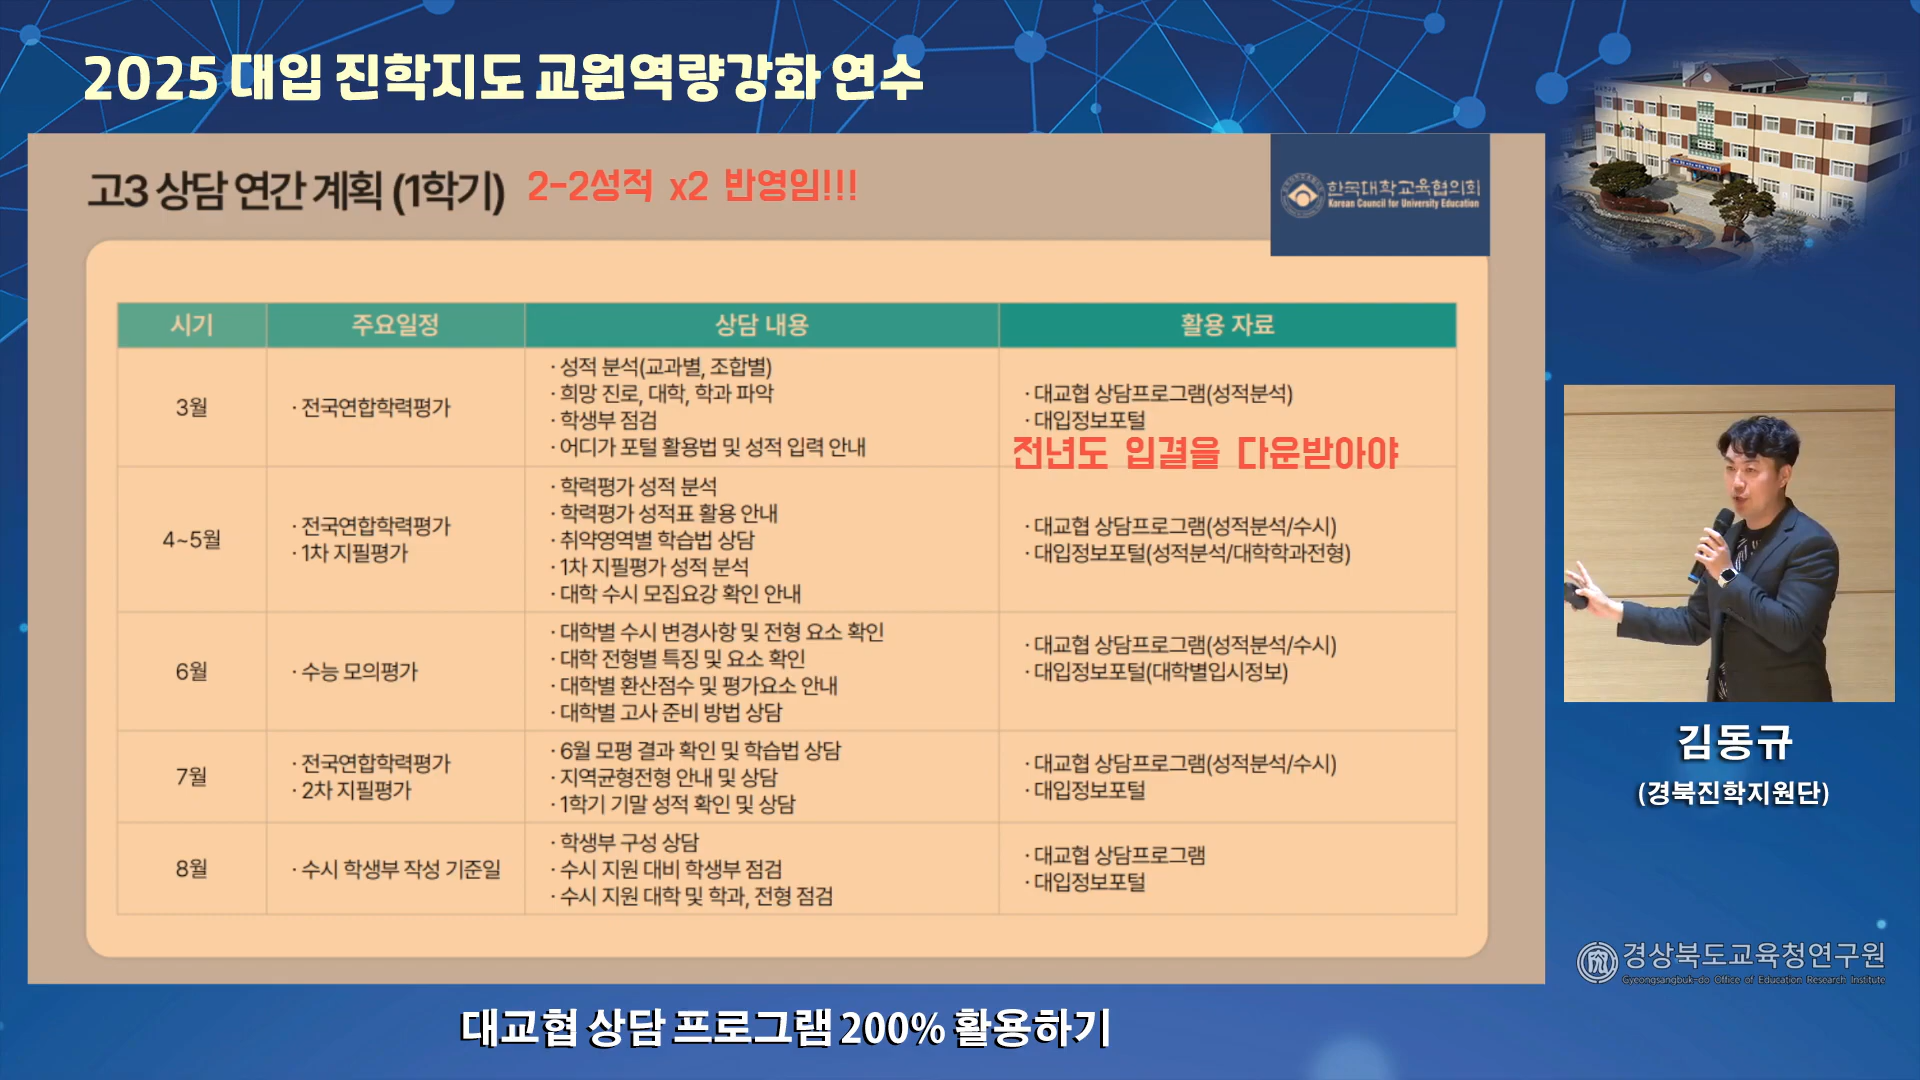 2025 대입 진학지도 교원역량강화 연수
고3 상담 연간 계획 (1학기)
2-2성적 x2 반영임!!!
한국대학교육협의회
Korean Council for University Education
시기 주요일정 상담 내용 활용 자료
3월
· 전국연합학력평가
· 성적 분석(교과별, 조합별)
· 희망 진로, 대학, 학과 파악
· 학생부 점검
· 어디가 포털 활용법 및 성적 입력 안내
· 대교협 상담프로그램(성적분석)
· 대입정보포털
전년도 입결을 다운받아야
4~5월
· 전국연합학력평가
· 1차 지필평가
· 학력평가 성적 분석
· 학력평가 성적표 활용 안내
· 취약영역별 학습법 상담
· 1차 지필평가 성적 분석
· 대학 수시 모집요강 확인 안내
· 대교협 상담프로그램(성적분석/수시)
· 대입정보포털(성적분석/대학학과전형)
6월
· 수능 모의평가
· 대학별 수시 변경사항 및 전형 요소 확인
· 대학 전형별 특징 및 요소 확인
· 대학별 환산점수 및 평가요소 안내
· 대학별 고사 준비 방법 상담
· 대교협 상담프로그램(성적분석/수시)
· 대입정보포털(대학별입시정보)
7월
· 전국연합학력평가
· 2차 지필평가
· 6월 모평 결과 확인 및 학습법 상담
· 지역균형전형 안내 및 상담
· 1학기 기말 성적 확인 및 상담
· 대교협 상담프로그램(성적분석/수시)
· 대입정보포털
8월
· 수시 학생부 작성 기준일
· 학생부 구성 상담
· 수시 지원 대비 학생부 점검
· 수시 지원 대학 및 학과, 전형 점검
· 대교협 상담프로그램
· 대입정보포털
김동규
(경북진학지원단)
경상북도교육청연구원
Gyeongsangbuk-do Office of Education Research Institute
대교협 상담 프로그램 200% 활용하기